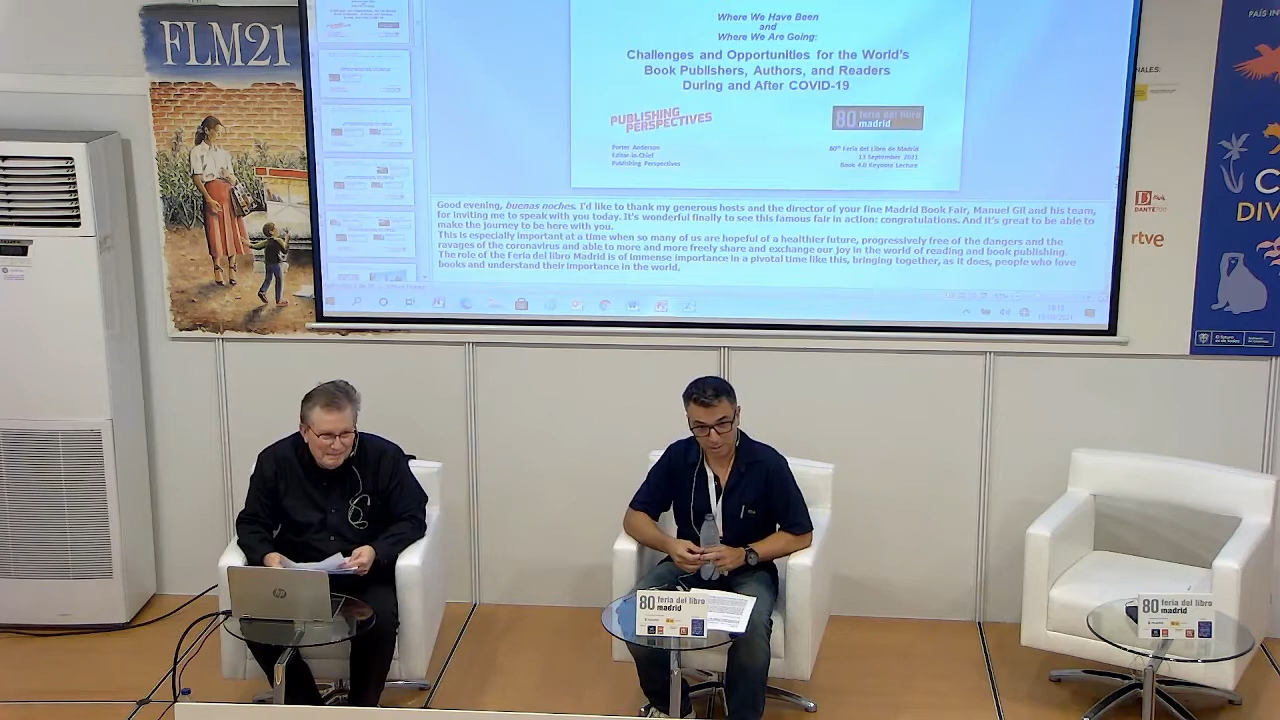 FLM21
Where We Have Been
and
Where We Are Going:
Challenges and Opportunities for the World's
Book Publishers, Authors, and Readers
During and After COVID-19
PUBLISHING
PERSPECTIVES
80 feria del libro
madrid
Porter Anderson
Editor-in-Chief
Publishing Perspectives
80th Feria del Libro de Madrid
13 September 2021
Book 4.0 Keynote Lecture
Good evening, buenas noches. I'd like to thank my generous hosts and the director of your fine Madrid Book Fair, Manuel Gil and his team,
for inviting me to speak with you today. It's wonderful finally to see this famous fair in action: congratulations. And it's great to be able to
make the journey to be here with you.
This is especially important at a time when so many of us are hopeful of a healthier future, progressively free of the dangers and the
ravages of the coronavirus and able to more and more freely share and exchange our joy in the world of reading and book publishing.
The role of the Feria del libro Madrid is of immense importance in a pivotal time like this, bringing together, as it does, people who love
books and understand their importance in the world.
NALES:
DANTE
rtve
PAÍS IN
C
DIV
hp
80 feria del libro
madrid
80 feria del libro
madrid